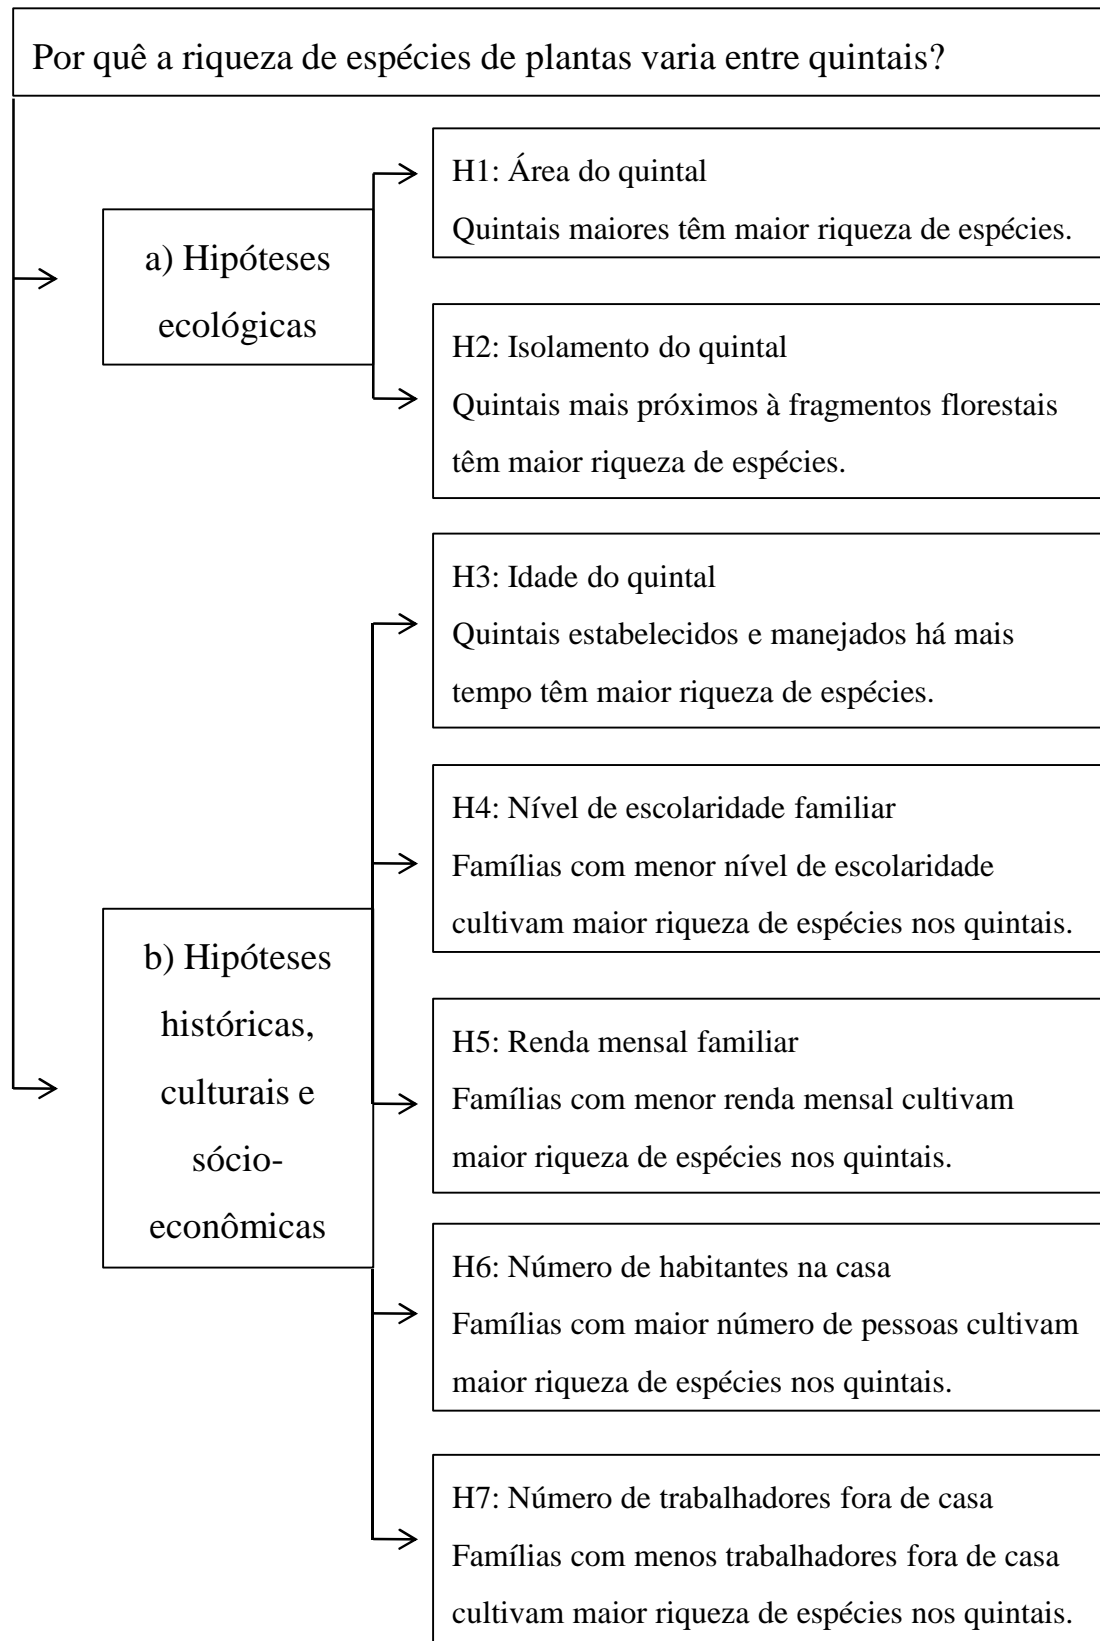 Por quê a riqueza de espécies de plantas varia entre quintais?
a) Hipóteses
ecológicas
H1: Área do quintal
Quintais maiores têm maior riqueza de espécies.
H2: Isolamento do quintal
Quintais mais próximos à fragmentos florestais
têm maior riqueza de espécies.
b) Hipóteses
históricas,
culturais e
sócio-
econômicas
H3: Idade do quintal
Quintais estabelecidos e manejados há mais
tempo têm maior riqueza de espécies.
H4: Nível de escolaridade familiar
Famílias com menor nível de escolaridade
cultivam maior riqueza de espécies nos quintais.
H5: Renda mensal familiar
Famílias com menor renda mensal cultivam
maior riqueza de espécies nos quintais.
H6: Número de habitantes na casa
Famílias com maior número de pessoas cultivam
maior riqueza de espécies nos quintais.
H7: Número de trabalhadores fora de casa
Famílias com menos trabalhadores fora de casa
cultivam maior riqueza de espécies nos quintais.